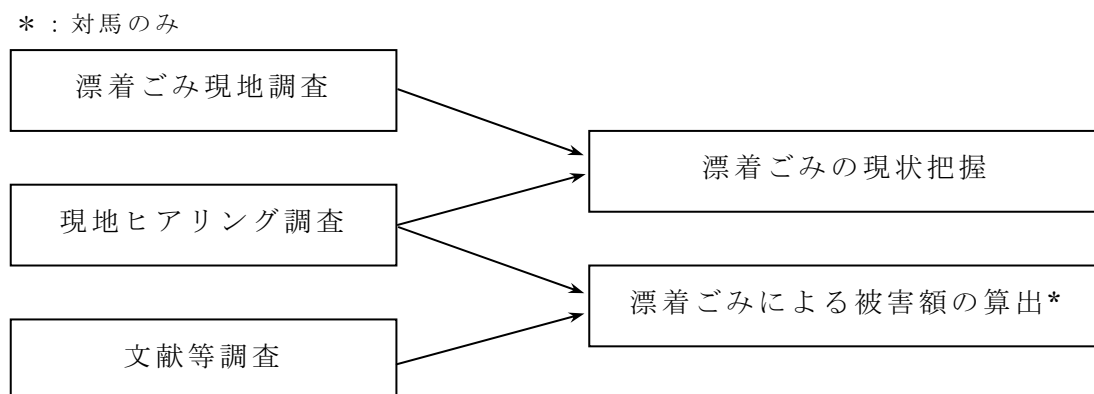 ＊：対馬のみ
漂着ごみ現地調査
漂着ごみの現状把握
現地ヒアリング調査
漂着ごみによる被害額の算出*
文献等調査